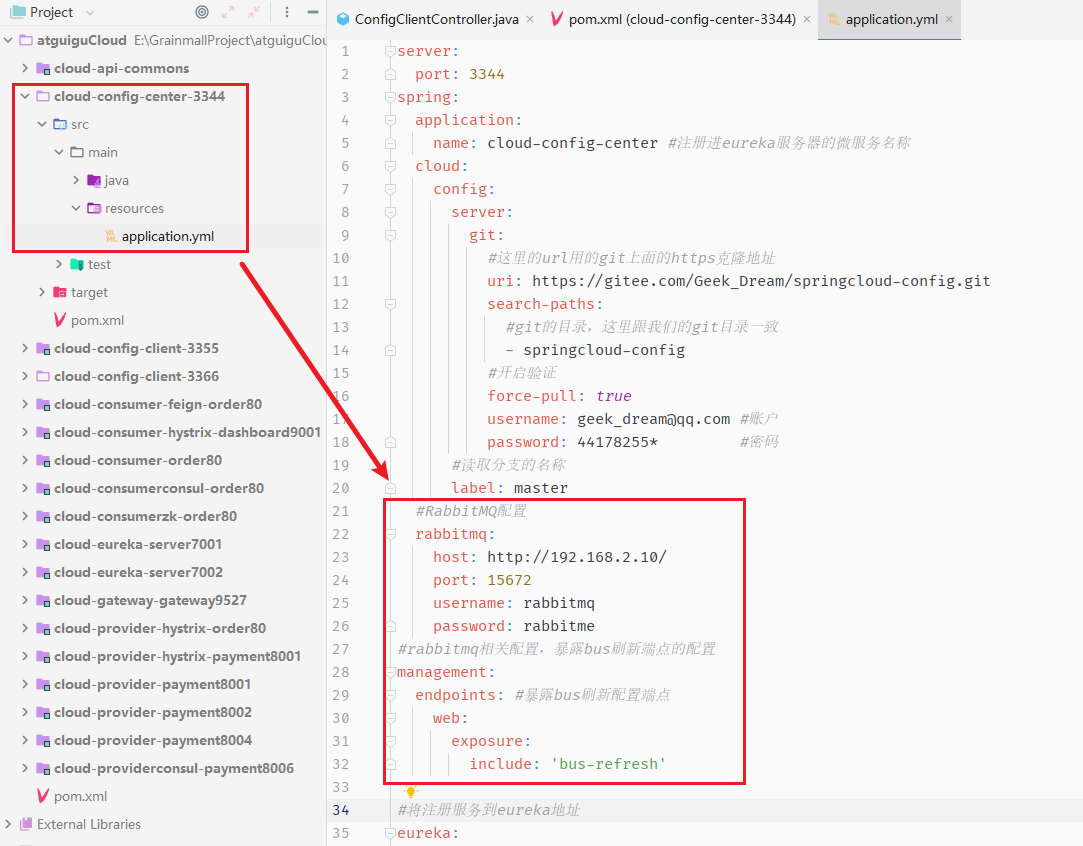 Project
atguiguCloud E:\GrainmallProject\atguiguClou
cloud-api-commons
cloud-config-center-3344
src
main
java
resources
application.yml
test
target
pom.xml
cloud-config-client-3355
cloud-config-client-3366
cloud-consumer-feign-order80
cloud-consumer-hystrix-dashboard9001
cloud-consumer-order80
cloud-consumerconsul-order80
cloud-consumerzk-order80
cloud-eureka-server7001
cloud-eureka-server7002
cloud-gateway-gateway9527
cloud-provider-hystrix-order80
cloud-provider-hystrix-payment8001
cloud-provider-payment8001
cloud-provider-payment8002
cloud-provider-payment8004
cloud-providerconsul-payment8006
pom.xml
External Libraries
ConfigClientController.java × pom.xml (cloud-config-center-3344) × application.yml ×
1 server:
2 port: 3344
3 spring:
4 application:
5 name: cloud-config-center #注册进eureka服务器的微服务名称
6 cloud:
7 config:
8 server:
9 git:
10 #这里的url用的git上面的https克隆地址
11 uri: https://gitee.com/Geek_Dream/springcloud-config.git
12 search-paths:
13 #git的目录，这里跟我们的git目录一致
14 - springcloud-config
15 #开启验证
16 force-pull: true
17 username: geek_dream@qq.com #账户
18 password: 44178255* #密码
19 #读取分支的名称
20 label: master
21 #RabbitMQ配置
22 rabbitmq:
23 host: http://192.168.2.10/
24 port: 15672
25 username: rabbitmq
26 password: rabbitme
27 #rabbitmq相关配置，暴露bus刷新端点的配置
28 management:
29 endpoints: #暴露bus刷新配置端点
30 web:
31 exposure:
32 include: 'bus-refresh'
33
34 #将注册服务到eureka地址
35 eureka: